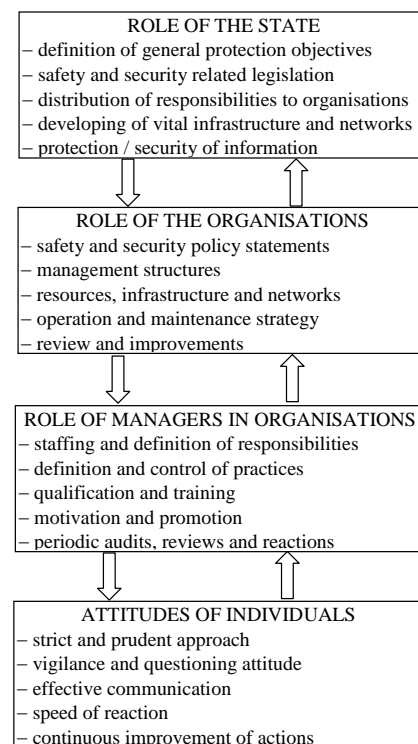 ROLE OF THE STATE
– definition of general protection objectives
– safety and security related legislation
– distribution of responsibilities to organisations
– developing of vital infrastructure and networks
– protection / security of information
ROLE OF THE ORGANISATIONS
– safety and security policy statements
– management structures
– resources, infrastructure and networks
– operation and maintenance strategy
– review and improvements
ROLE OF MANAGERS IN ORGANISATIONS
– staffing and definition of responsibilities
– definition and control of practices
– qualification and training
– motivation and promotion
– periodic audits, reviews and reactions
ATTITUDES OF INDIVIDUALS
– strict and prudent approach
– vigilance and questioning attitude
– effective communication
– speed of reaction
– continuous improvement of actions